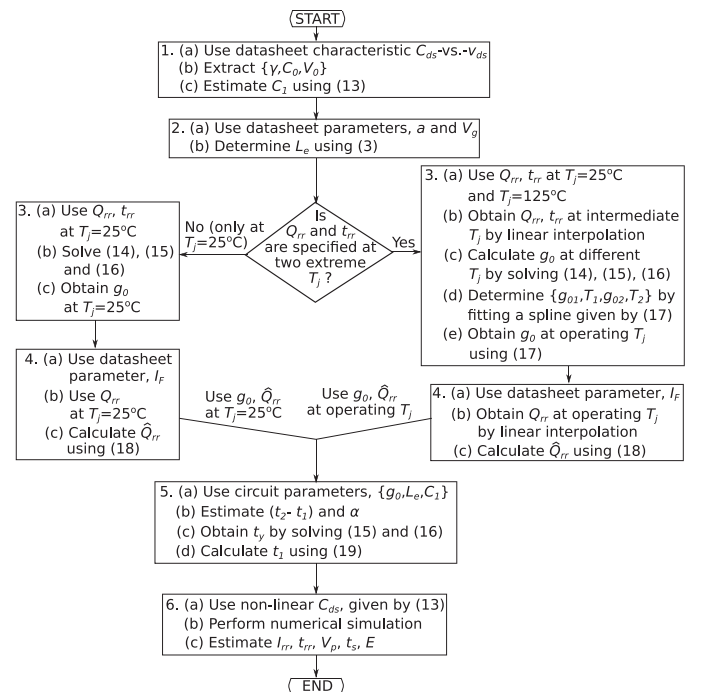 START
1. (a) Use datasheet characteristic C_ds-vs.-v_ds
(b) Extract {γ,C_0,V_0}
(c) Estimate C_1 using (13)
2. (a) Use datasheet parameters, a and V_g
(b) Determine L_e using (3)
Is
Q_rr and t_rr
are specified at
two extreme
T_j ?
No (only at
T_j=25°C)
Yes
3. (a) Use Q_rr, t_rr
at T_j=25°C
(b) Solve (14), (15)
and (16)
(c) Obtain g_0
at T_j=25°C
3. (a) Use Q_rr, t_rr at T_j=25°C
and T_j=125°C
(b) Obtain Q_rr, t_rr at intermediate
T_j by linear interpolation
(c) Calculate g_0 at different
T_j by solving (14), (15), (16)
(d) Determine {g_01,T_1,g_02,T_2} by
fitting a spline given by (17)
(e) Obtain g_0 at operating T_j
using (17)
4. (a) Use datasheet
parameter, I_F
(b) Use Q_rr
at T_j=25°C
(c) Calculate Q̂_rr
using (18)
Use g_0, Q̂_rr
at T_j=25°C
Use g_0, Q̂_rr
at operating T_j
4. (a) Use datasheet parameter, I_F
(b) Obtain Q_rr at operating T_j
by linear interpolation
(c) Calculate Q̂_rr using (18)
5. (a) Use circuit parameters, {g_0,L_e,C_1}
(b) Estimate (t_2- t_1) and α
(c) Obtain t_y by solving (15) and (16)
(d) Calculate t_1 using (19)
6. (a) Use non-linear C_ds, given by (13)
(b) Perform numerical simulation
(c) Estimate I_rr, t_rr, V_p, t_s, E
END